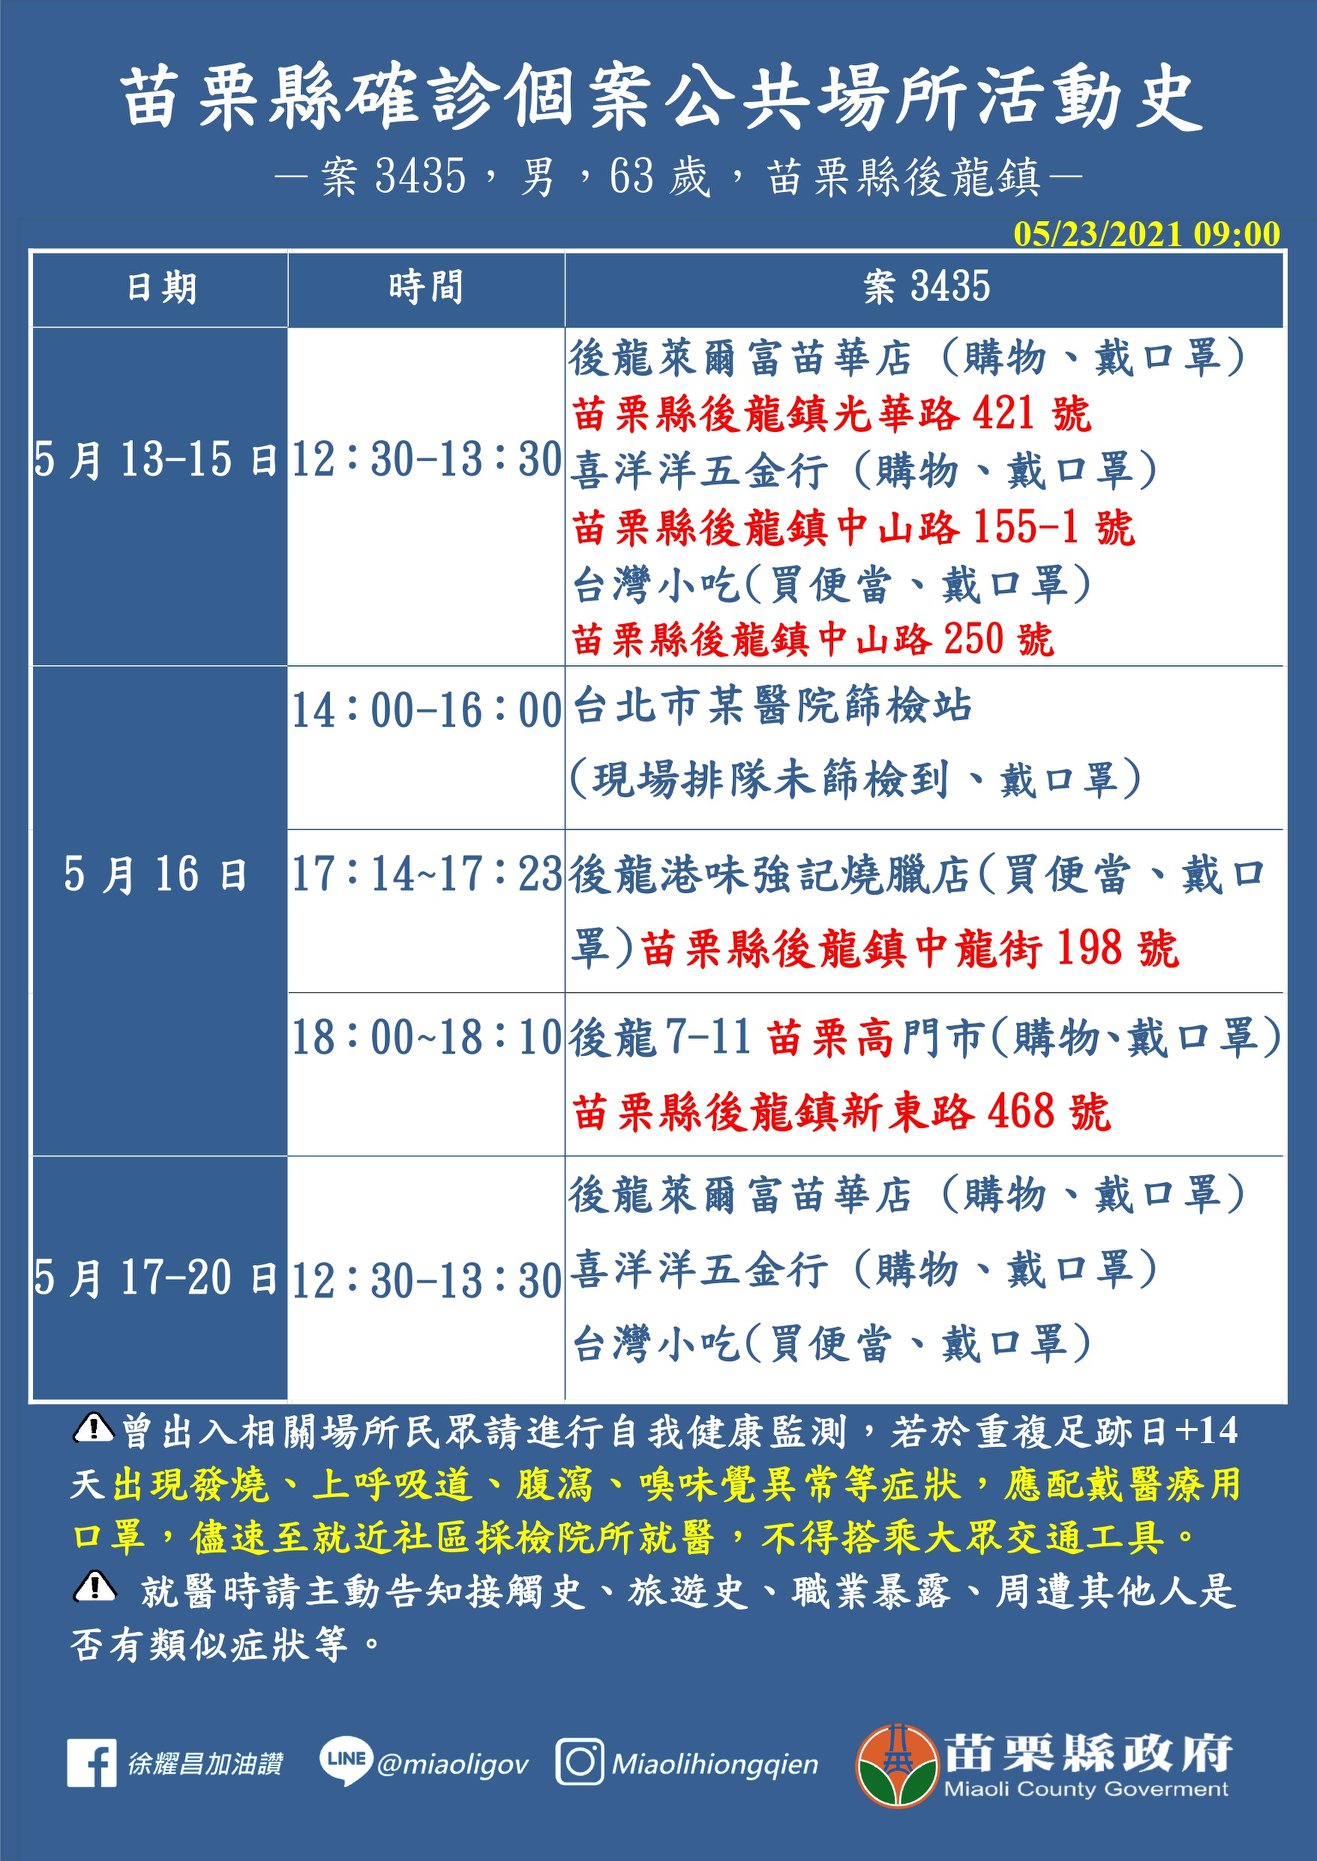 苗栗縣確診個案公共場所活動史
—案 3435，男，63 歲，苗栗縣後龍鎮—
05/23/2021 09:00
日期 時間 案 3435
5 月 13-15 日 12：30-13：30
後龍萊爾富苗華店 (購物、戴口罩)
苗栗縣後龍鎮光華路 421 號
喜洋洋五金行 (購物、戴口罩)
苗栗縣後龍鎮中山路 155-1 號
台灣小吃(買便當、戴口罩)
苗栗縣後龍鎮中山路 250 號
5 月 16 日
14：00-16：00 台北市某醫院篩檢站
(現場排隊未篩檢到、戴口罩)
17：14~17：23 後龍港味強記燒臘店(買便當、戴口
罩)苗栗縣後龍鎮中龍街 198 號
18：00~18：10 後龍 7-11 苗栗高門市(購物、戴口罩)
苗栗縣後龍鎮新東路 468 號
5 月 17-20 日 12：30-13：30
後龍萊爾富苗華店 (購物、戴口罩)
喜洋洋五金行 (購物、戴口罩)
台灣小吃(買便當、戴口罩)
曾出入相關場所民眾請進行自我健康監測，若於重複足跡日+14
天出現發燒、上呼吸道、腹瀉、嗅味覺異常等症狀，應配戴醫療用
口罩，儘速至就近社區採檢院所就醫，不得搭乘大眾交通工具。
就醫時請主動告知接觸史、旅遊史、職業暴露、周遭其他人是
否有類似症狀等。
徐耀昌加油讚 LINE @miaoligov Miaolihiongqien 苗栗縣政府
Miaoli County Goverment